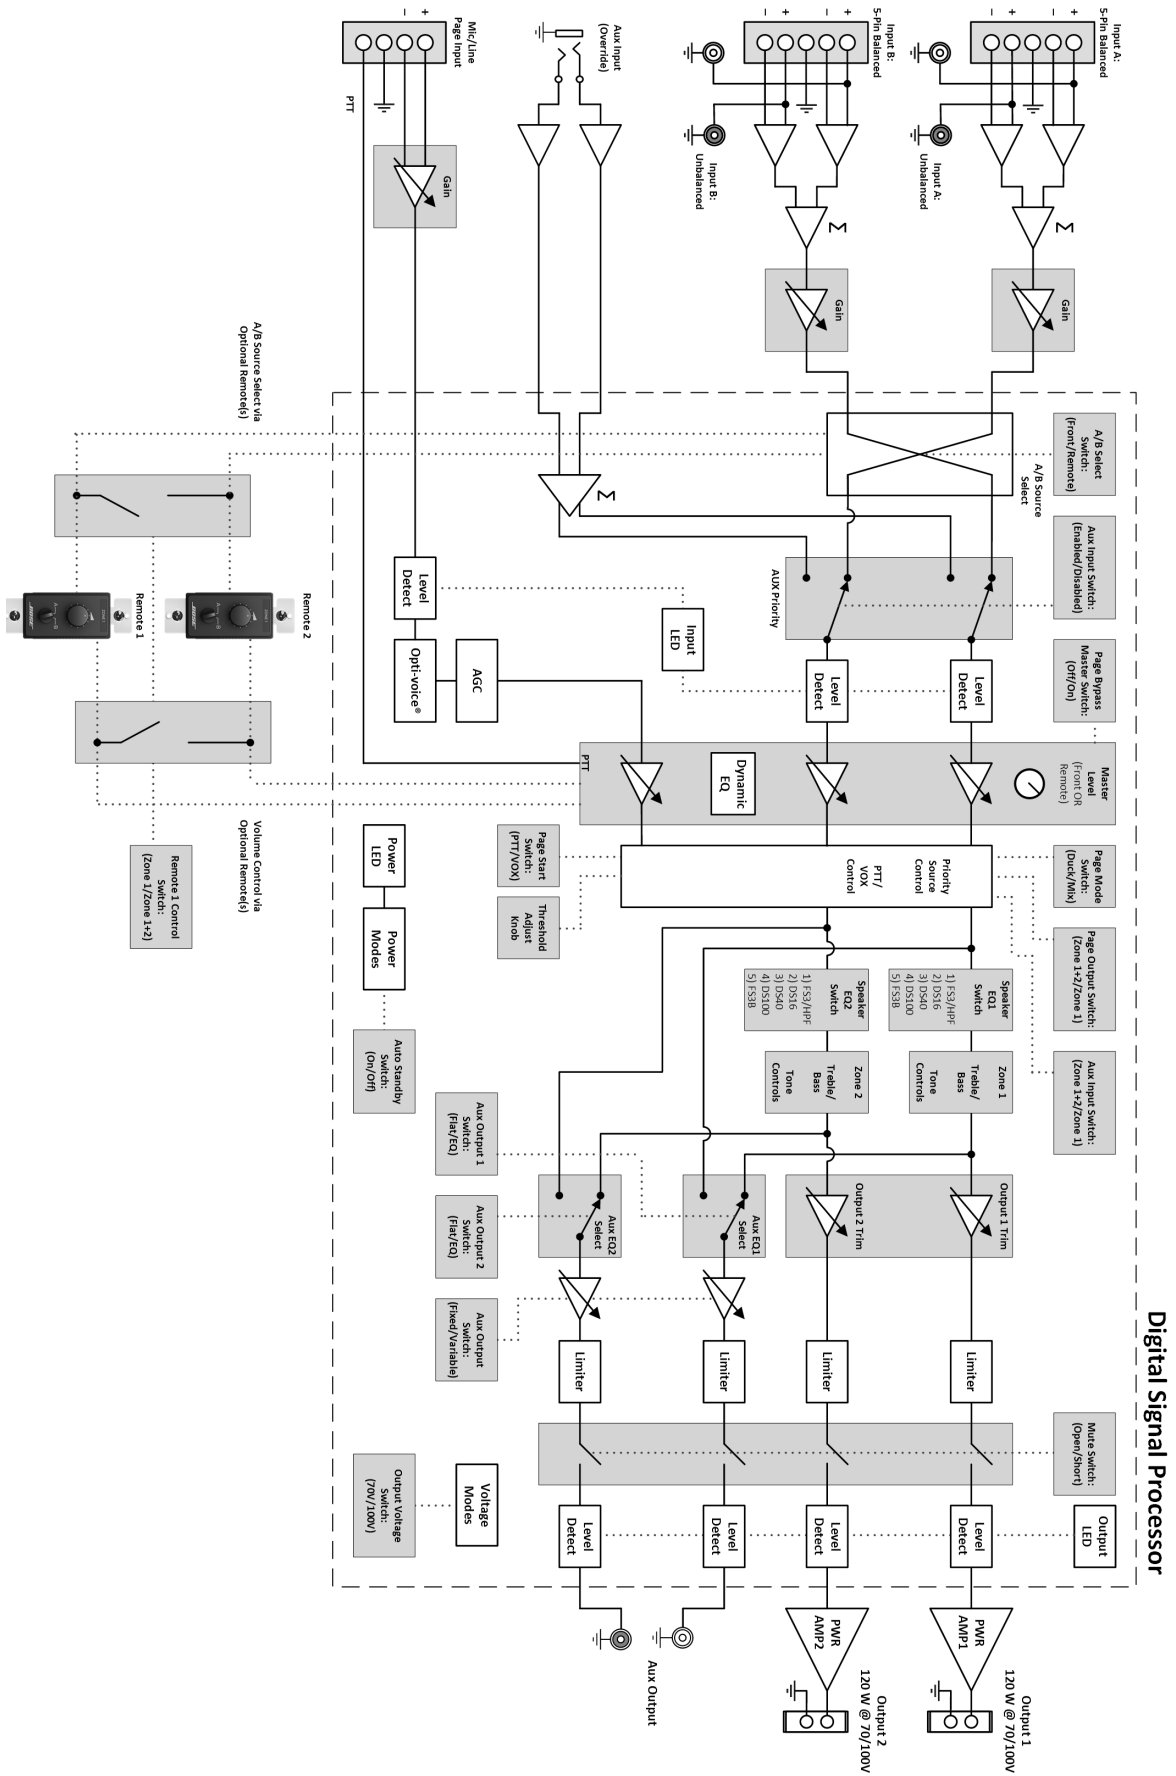 Digital Signal Processor
Input A:
5-Pin Balanced
+
−
Input A:
Unbalanced
Σ
Gain
Input B:
5-Pin Balanced
+
−
+
−
Input B:
Unbalanced
Σ
Gain
+
−
Aux Input
(Override)
Σ
Mic/Line
Page Input
+
−
PTT
Gain
A/B Select
Switch:
(Front/Remote)
A/B Source
Select
Aux Input Switch:
(Enabled/Disabled)
AUX Priority
Page Bypass
Master Switch:
(Off/On)
Level
Detect
Level
Detect
Input
LED
Level
Detect
Opti-voice®
AGC
Master
Level
(Front OR
Remote)
Dynamic
EQ
PTT
Page Mode
Switch:
(Duck/Mix)
Page Output Switch:
(Zone 1+2/Zone 1)
Aux Input Switch:
(Zone 1+2/Zone 1)
Priority
Source
Control
PTT/
VOX
Control
Page Start
Switch:
(PTT/VOX)
Threshold
Adjust
Knob
Speaker
EQ1
Switch
1) FS3/HPF
2) DS16
3) DS40
4) DS100
5) FS3B
Zone 1
Treble/
Bass
Tone
Controls
Speaker
EQ2
Switch
1) FS3/HPF
2) DS16
3) DS40
4) DS100
5) FS3B
Zone 2
Treble/
Bass
Tone
Controls
Output 1 Trim
Output 2 Trim
Aux EQ1
Select
Aux EQ2
Select
Aux Output 1
Switch:
(Flat/EQ)
Aux Output 2
Switch:
(Flat/EQ)
Aux Output
Switch:
(Fixed/Variable)
Limiter
Limiter
Limiter
Limiter
Mute Switch:
(Open/Short)
Output
LED
Level
Detect
Level
Detect
Level
Detect
Level
Detect
PWR
AMP1
PWR
AMP2
Output 1
120 W @ 70/100V
Output 2
120 W @ 70/100V
Aux Output
Power
LED
Power
Modes
Auto Standby
Switch:
(On/Off)
Voltage
Modes
Output Voltage
Switch:
(70V/100V)
A/B Source Select via
Optional Remote(s)
Remote 2
Remote 1
BOSE
BOSE
Volume Control via
Optional Remote(s)
Remote 1 Control
Switch:
(Zone 1/Zone 1+2)